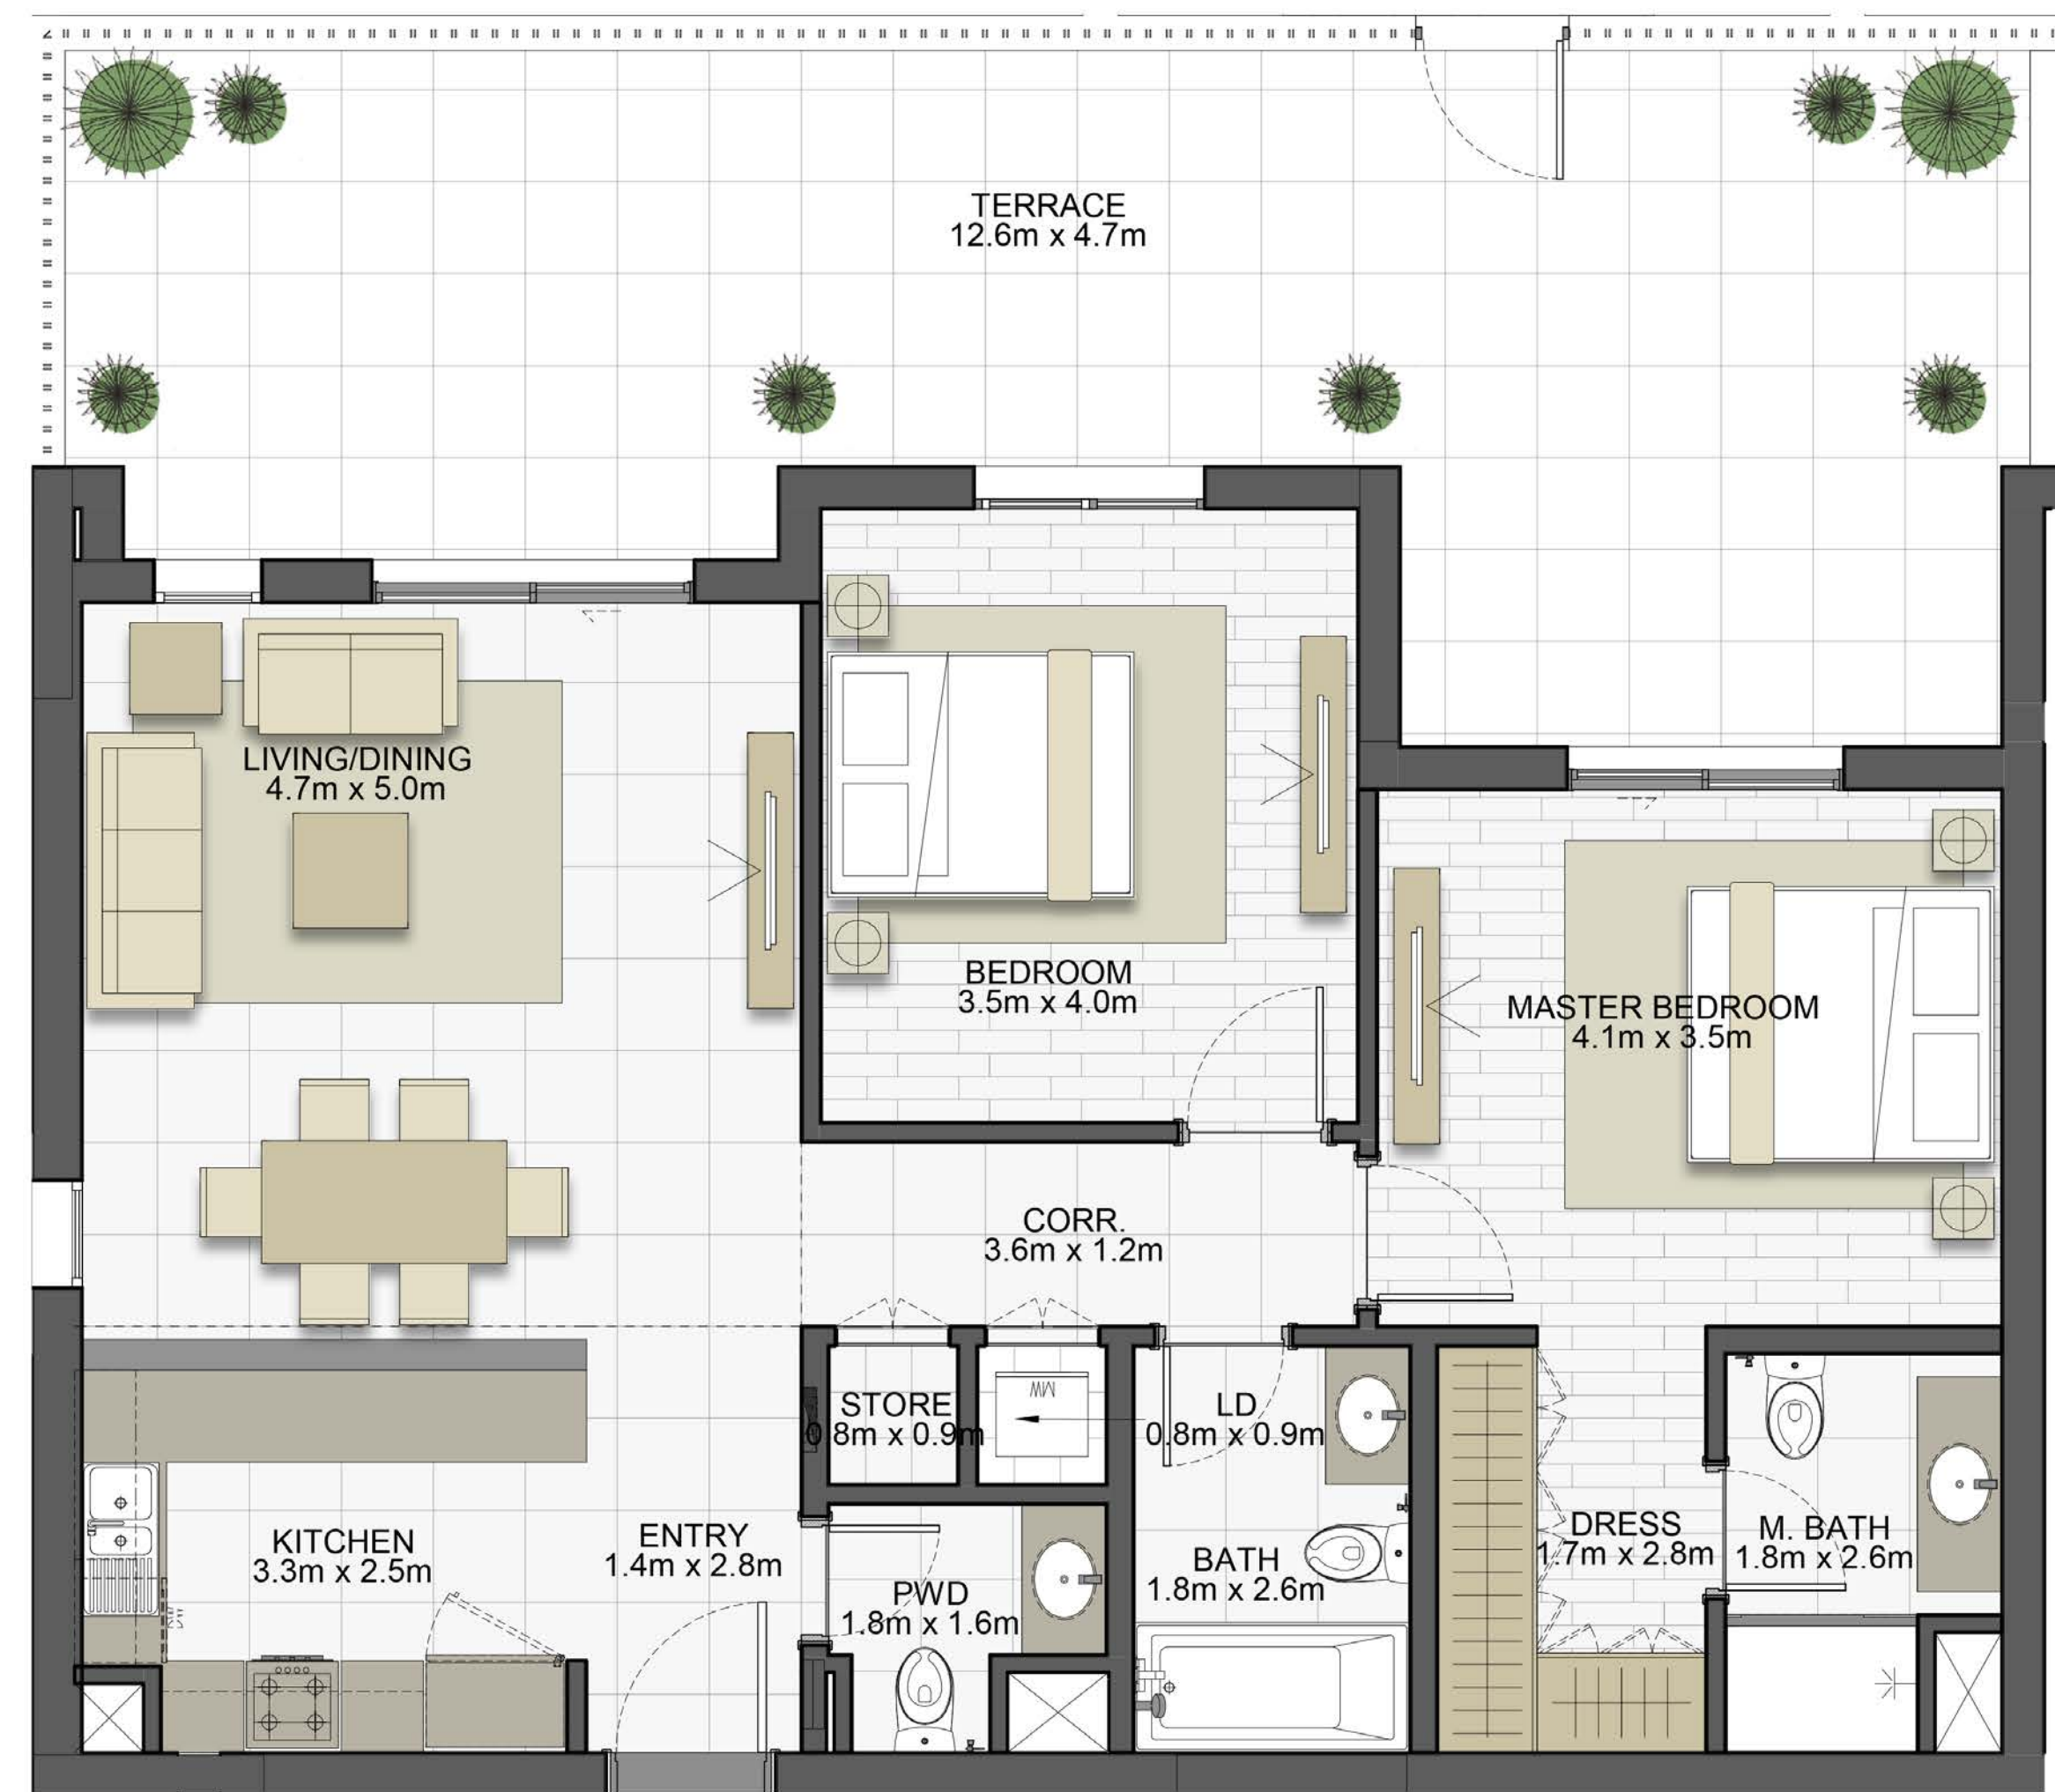 TERRACE
12.6m x 4.7m
LIVING/DINING
4.7m x 5.0m
BEDROOM
3.5m x 4.0m
MASTER BEDROOM
4.1m x 3.5m
CORR.
3.6m x 1.2m
MW
STORE
0.8m x 0.9m
LD
0.8m x 0.9m
KITCHEN
3.3m x 2.5m
ENTRY
1.4m x 2.8m
PWD
1.8m x 1.6m
BATH
1.8m x 2.6m
DRESS
1.7m x 2.8m
M. BATH
1.8m x 2.6m